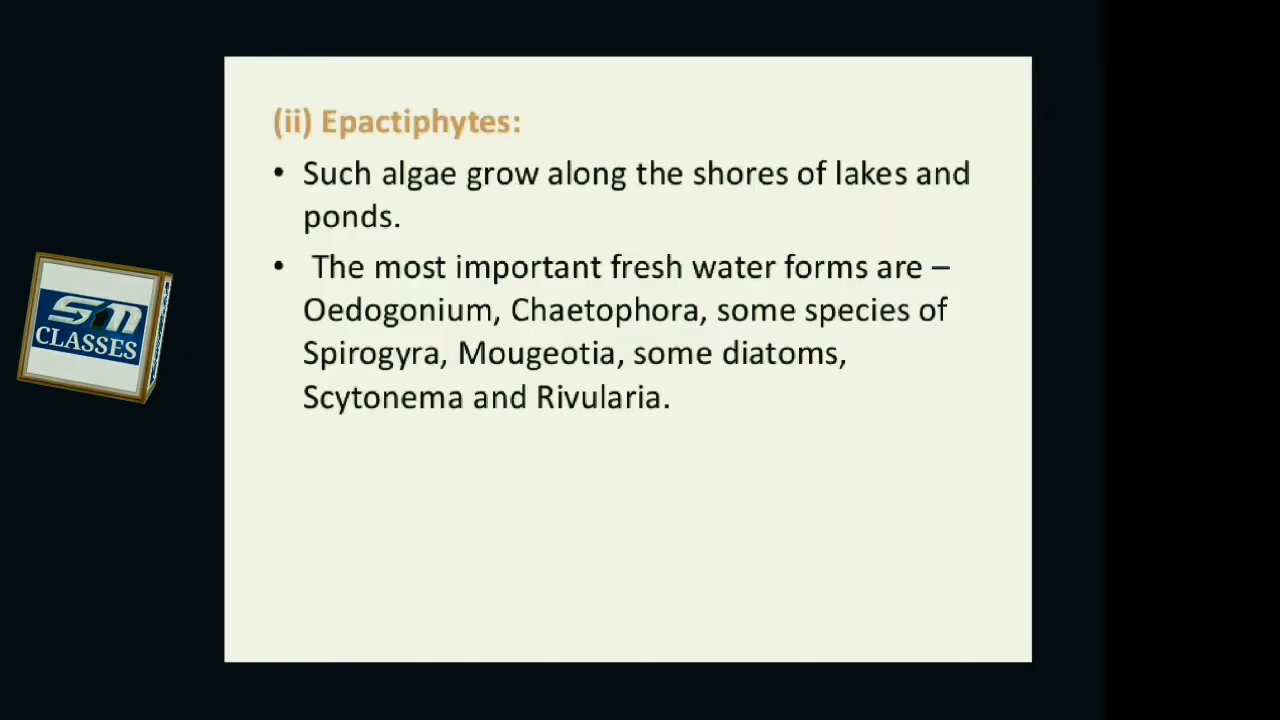 (ii) Epactiphytes:
• Such algae grow along the shores of lakes and
ponds.
• The most important fresh water forms are –
Oedogonium, Chaetophora, some species of
Spirogyra, Mougeotia, some diatoms,
Scytonema and Rivularia.
SM
CLASSES